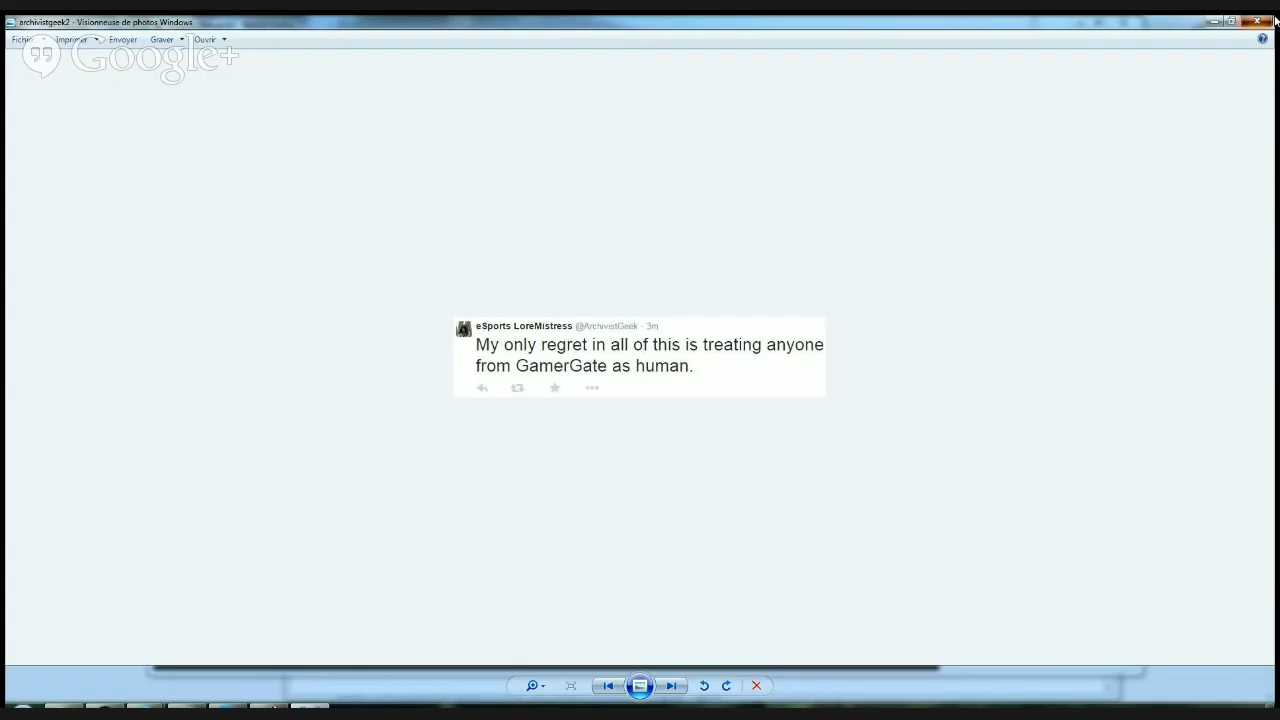 archivistgeek2 - Visionneuse de photos Windows
Imprimer Envoyer Graver Ouvrir
Google+
eSports LoreMistress @ArchivistGeek · 3m
My only regret in all of this is treating anyone
from GamerGate as human.